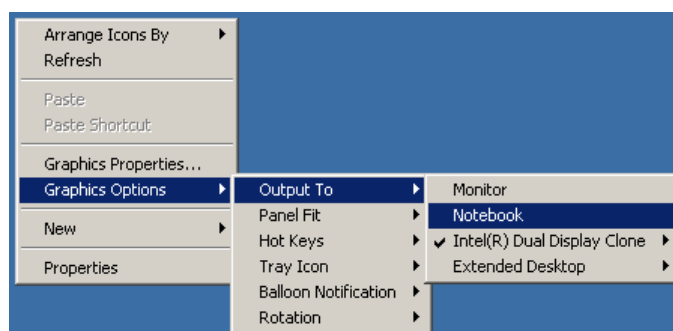 Arrange Icons By
Refresh
Paste
Paste Shortcut
Graphics Properties...
Graphics Options
New
Properties
Output To
Panel Fit
Hot Keys
Tray Icon
Balloon Notification
Rotation
Monitor
Notebook
Intel(R) Dual Display Clone
Extended Desktop